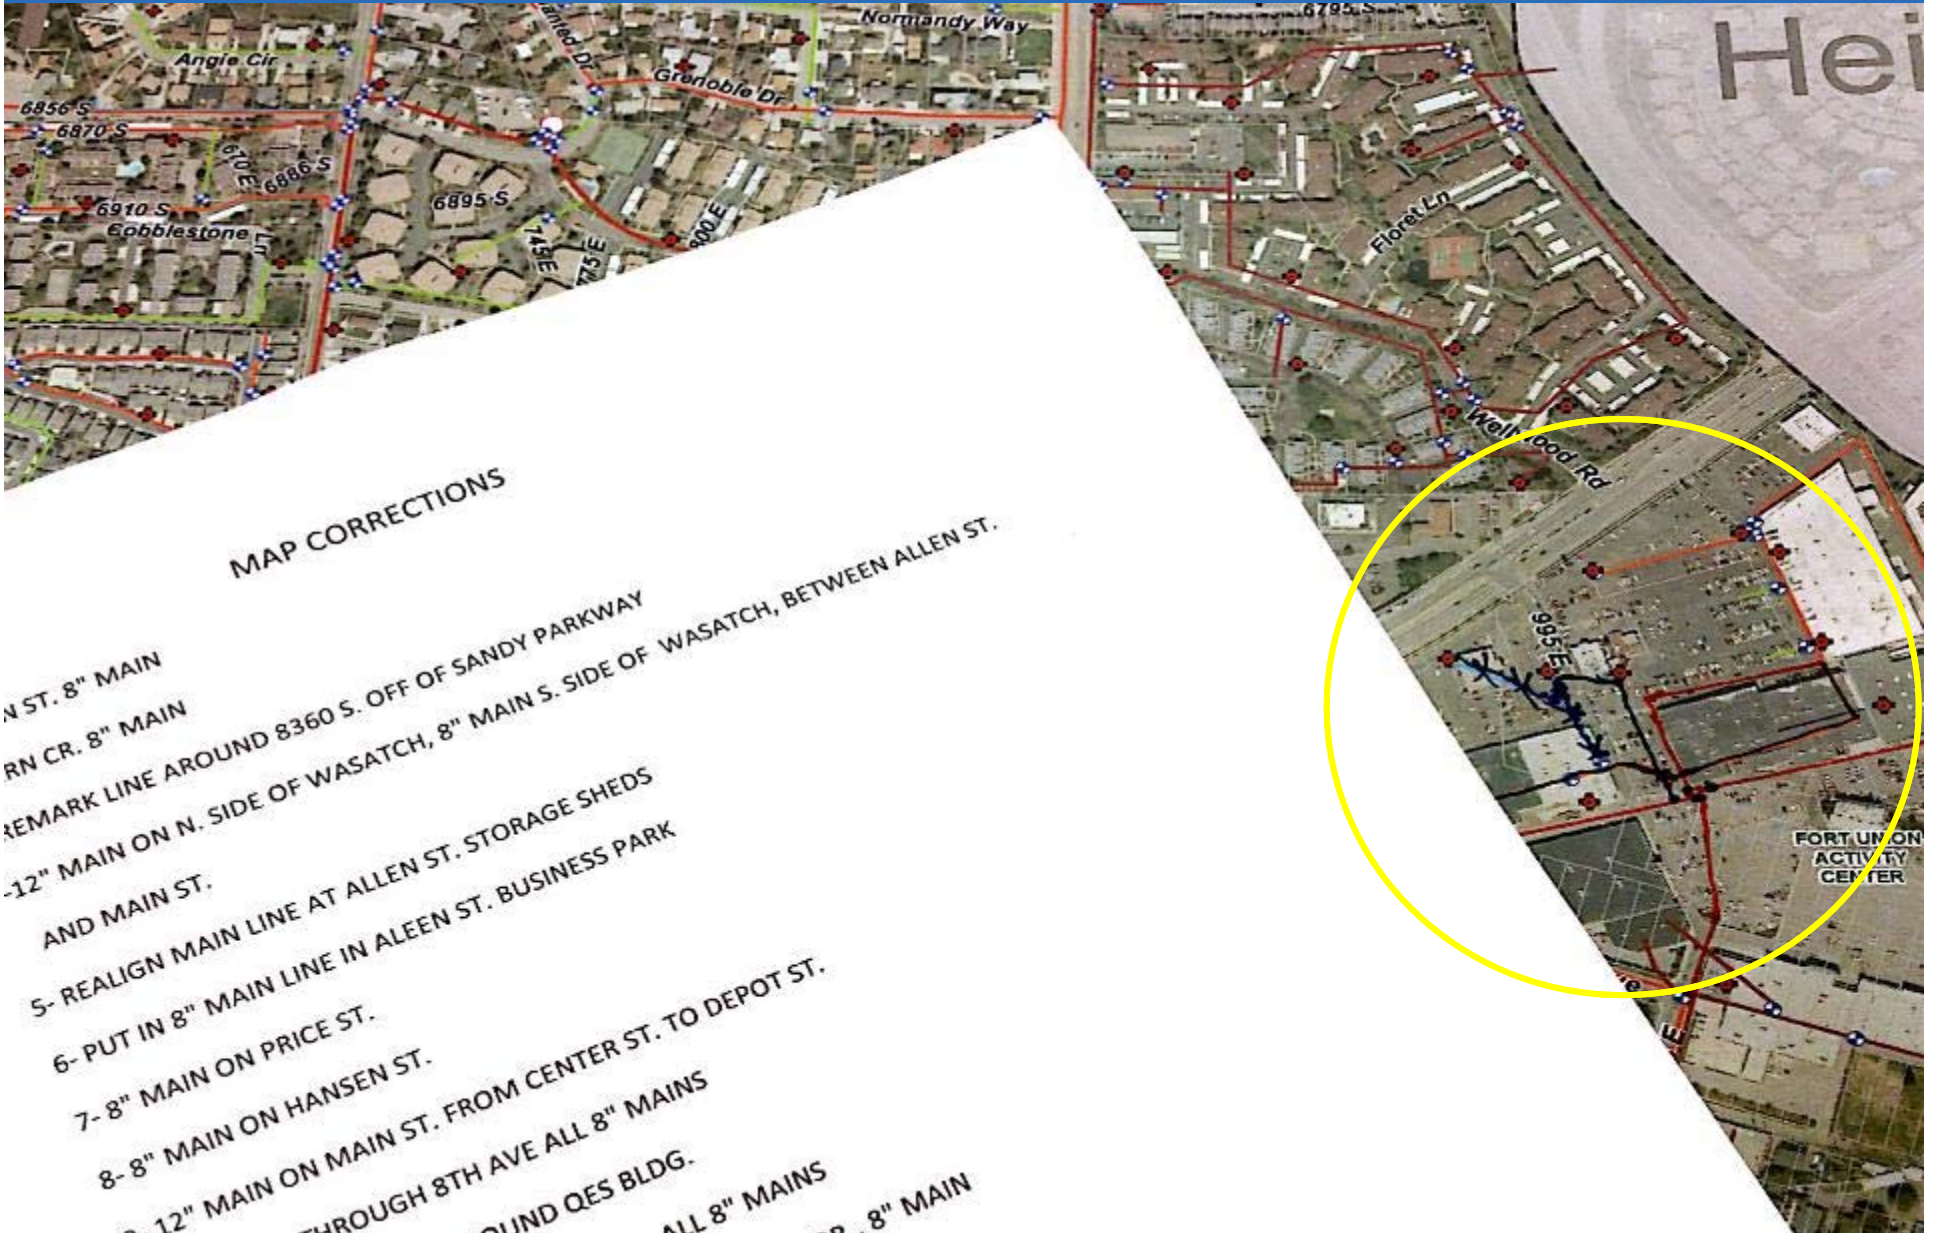 Normandy Way
6795 S
Hei
Angie Cir
Grenoble Dr
6856 S
6870 S
670 E
6886 S
6895 S
6910 S
Cobblestone Ln
745 E
775 E
800 E
Floret Ln
Wellwood Rd
995 E
FORT UNION
ACTIVITY
CENTER
E
MAP CORRECTIONS
N ST. 8" MAIN
RN CR. 8" MAIN
REMARK LINE AROUND 8360 S. OFF OF SANDY PARKWAY
-12" MAIN ON N. SIDE OF WASATCH, 8" MAIN S. SIDE OF WASATCH, BETWEEN ALLEN ST.
AND MAIN ST.
5- REALIGN MAIN LINE AT ALLEN ST. STORAGE SHEDS
6- PUT IN 8" MAIN LINE IN ALEEN ST. BUSINESS PARK
7- 8" MAIN ON PRICE ST.
8- 8" MAIN ON HANSEN ST.
12" MAIN ON MAIN ST. FROM CENTER ST. TO DEPOT ST.
THROUGH 8TH AVE ALL 8" MAINS
OUND QES BLDG.
ALL 8" MAINS
8" MAIN